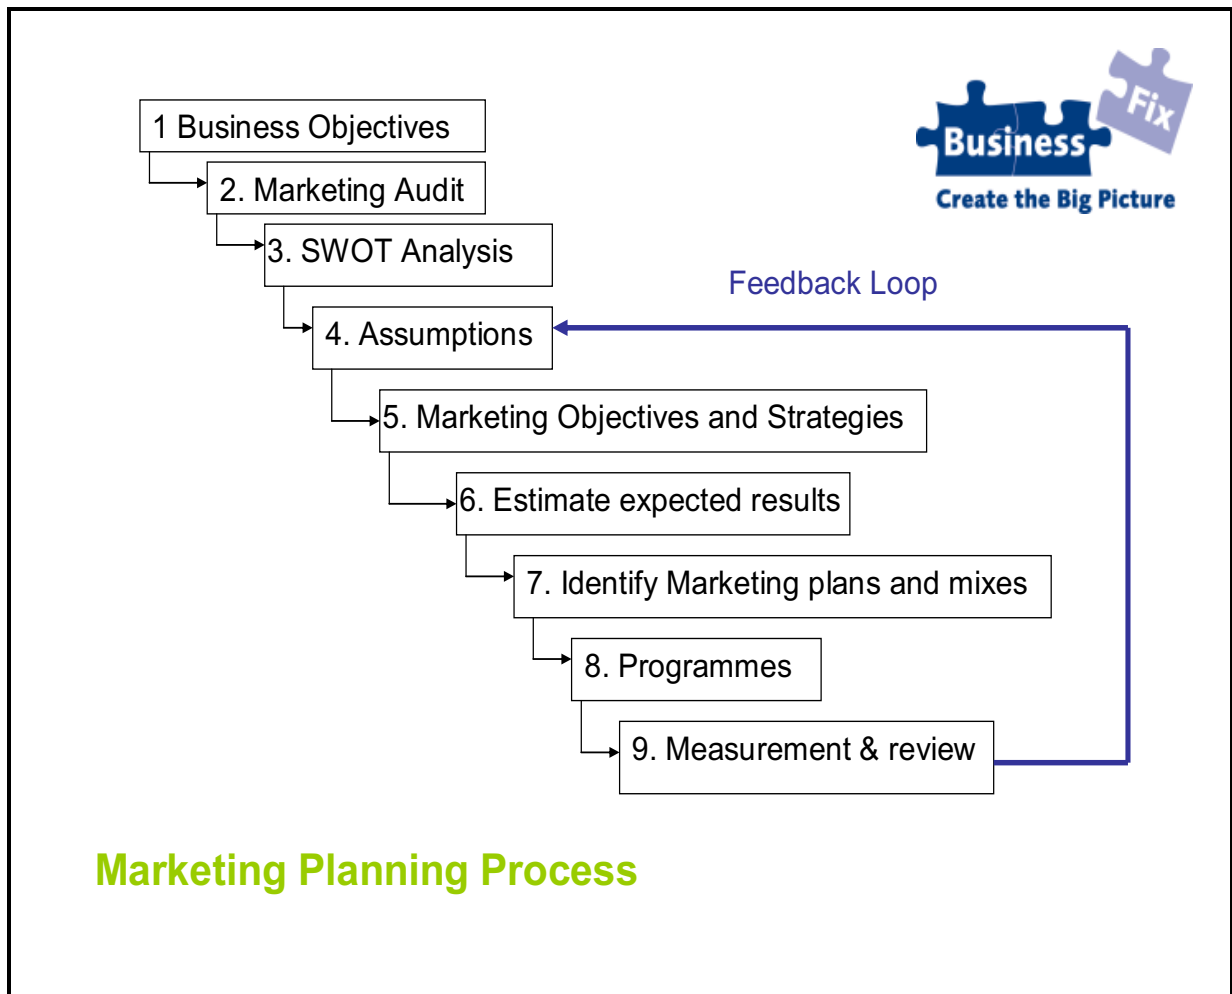 1 Business Objectives
2. Marketing Audit
3. SWOT Analysis
4. Assumptions
5. Marketing Objectives and Strategies
6. Estimate expected results
7. Identify Marketing plans and mixes
8. Programmes
9. Measurement & review
Feedback Loop
Business Fix
Create the Big Picture
Marketing Planning Process